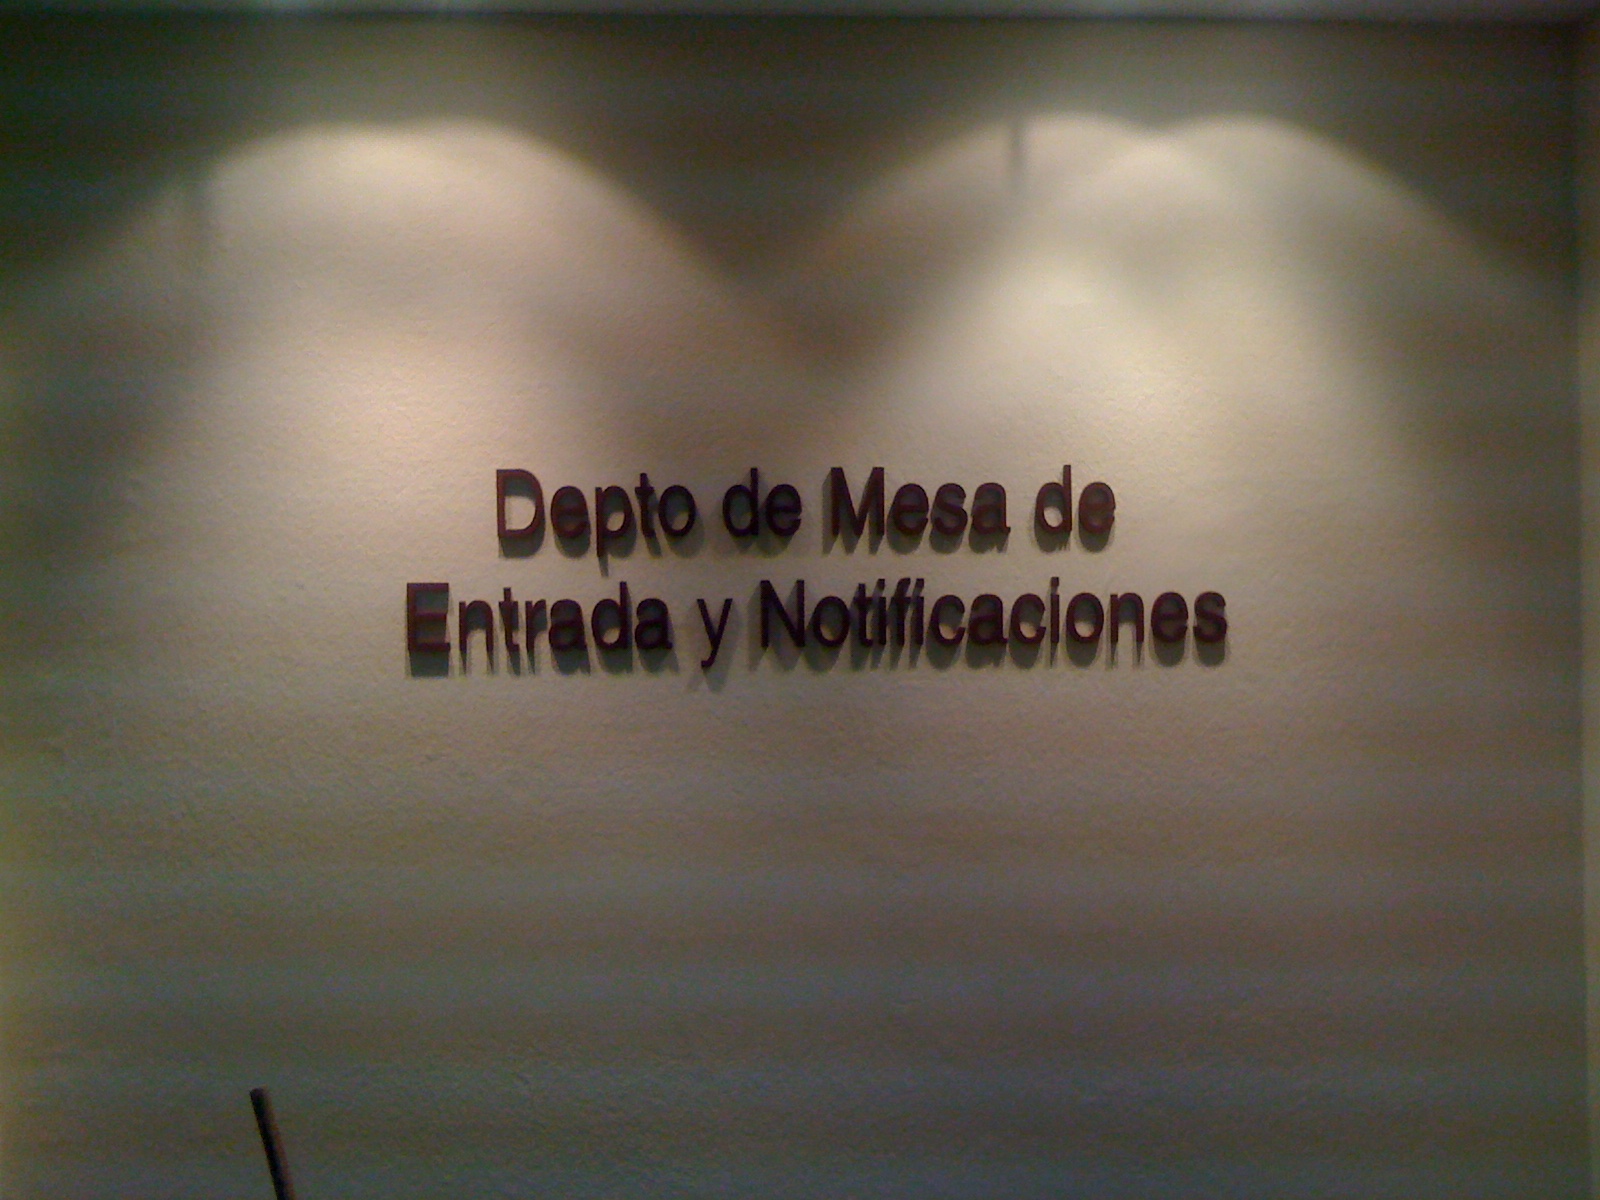 Depto de Mesa de
Entrada y Notificaciones